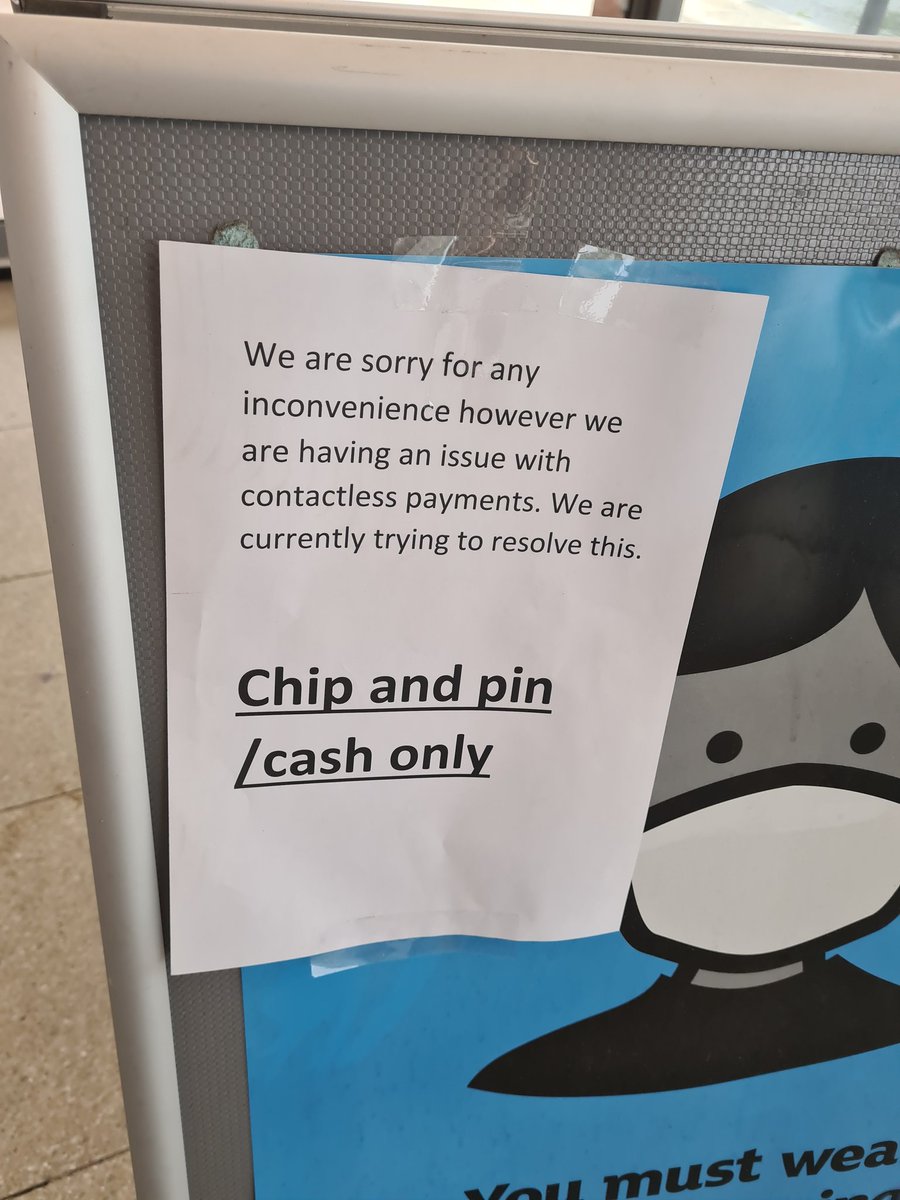 We are sorry for any
inconvenience however we
are having an issue with
contactless payments. We are
currently trying to resolve this.
Chip and pin
/cash only
You must wea